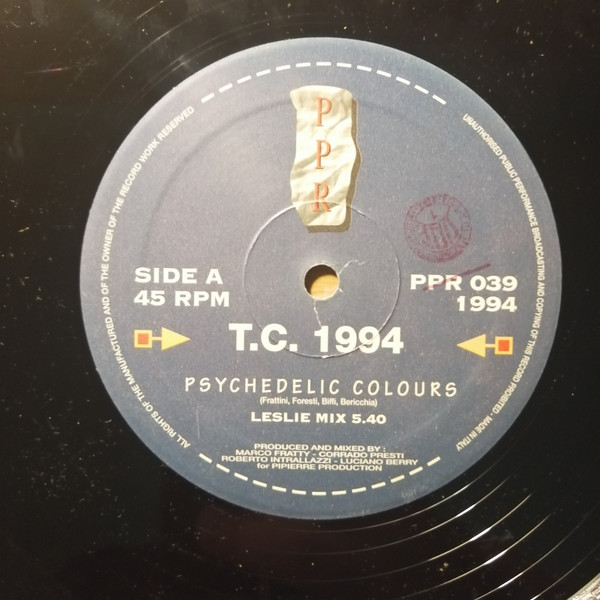 P
P
R
ALL RIGHTS OF THE MANUFACTURED AND OF THE OWNER OF THE RECORD WORK RESERVED
UNAUTHORISED PUBLIC PERFORMANCE BROADCASTING AND COPYING OF THIS RECORD PROHIBITED - MADE IN ITALY
SIDE A
45 RPM
PPR 039
1994
T.C. 1994
PSYCHEDELIC COLOURS
(Frattini, Foresti, Biffi, Bericchia)
LESLIE MIX 5.40
PRODUCED AND MIXED BY :
MARCO FRATTY - CORRADO PRESTI
ROBERTO INTRALLAZZI - LUCIANO BERRY
for PIPIERRE PRODUCTION